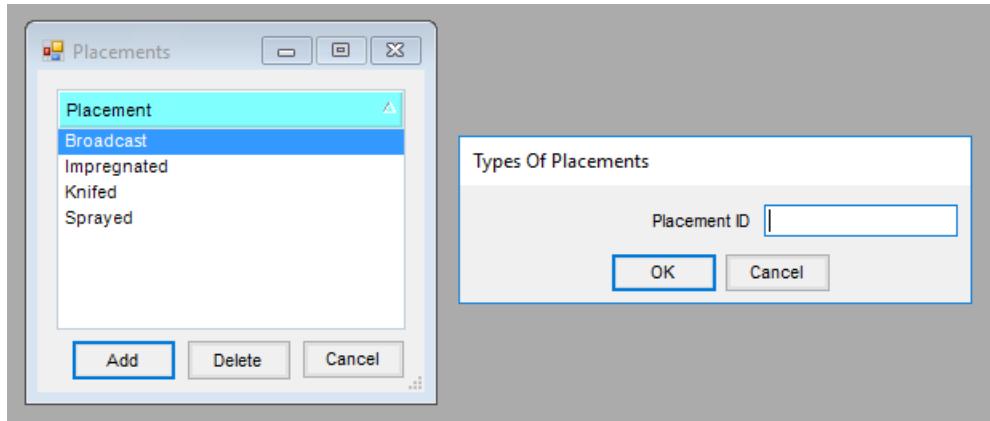 Placements
Placement
Broadcast
Impregnated
Knifed
Sprayed
Add Delete Cancel
Types Of Placements
Placement ID
OK Cancel